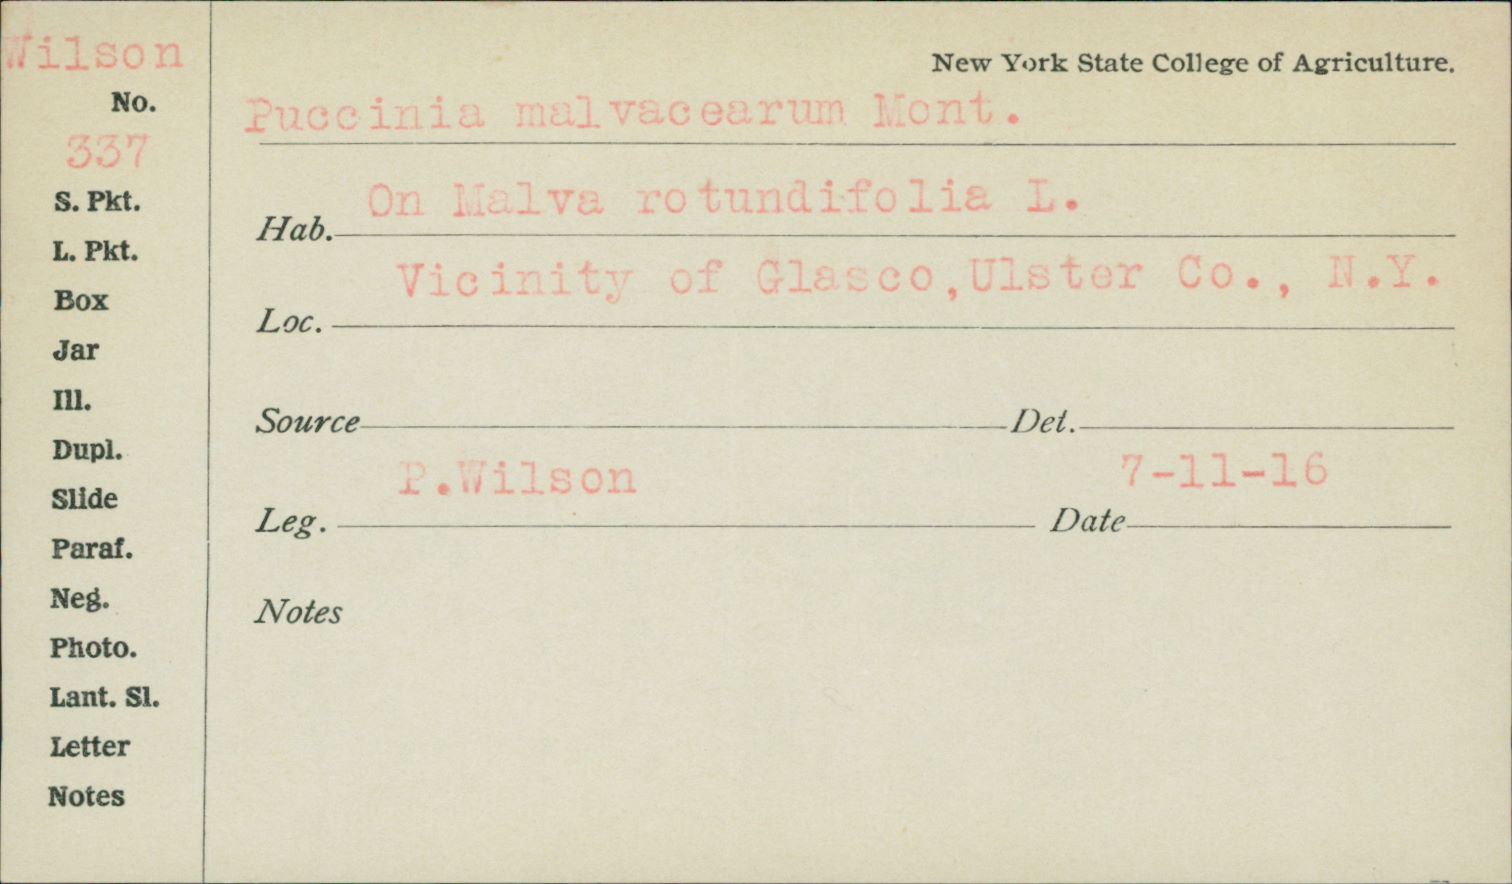 Wilson
No.
337
S. Pkt.
L. Pkt.
Box
Jar
Ill.
Dupl.
Slide
Paraf.
Neg.
Photo.
Lant. Sl.
Letter
Notes
New York State College of Agriculture.
Puccinia malvacearum Mont.
Hab. On Malva rotundifolia L.
Loc. Vicinity of Glasco,Ulster Co., N.Y.
Source Det.
Leg. P.Wilson Date 7-11-16
Notes